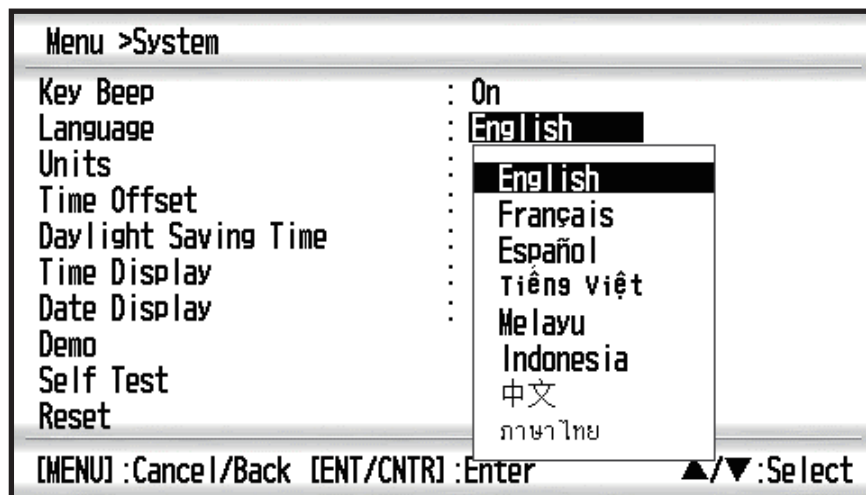 Menu >System
Key Beep : On
Language : English
Units :
Time Offset :
Daylight Saving Time :
Time Display :
Date Display :
Demo
Self Test
Reset
English
Français
Español
Tiếng Việt
Melayu
Indonesia
中文
ภาษาไทย
[MENU]:Cancel/Back [ENT/CNTR]:Enter ▲/▼:Select